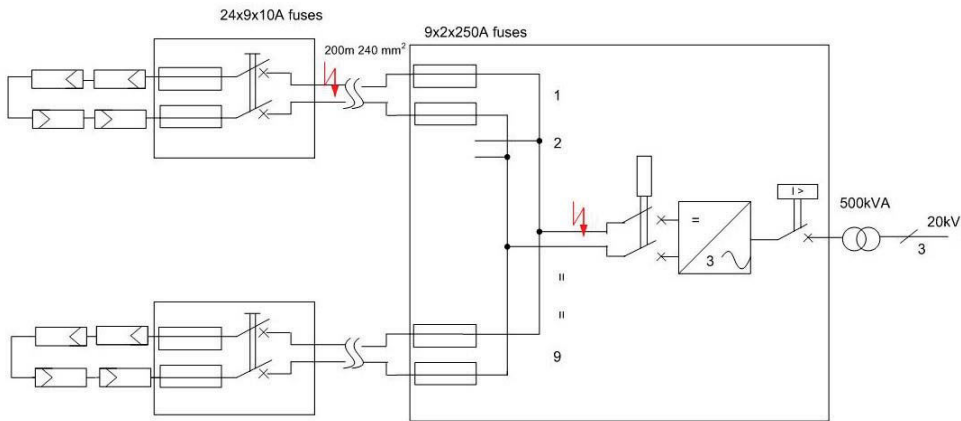 24x9x10A fuses
200m 240 mm²
9x2x250A fuses
1
2
=
3
I >
500kVA
20kV
3
=
=
9